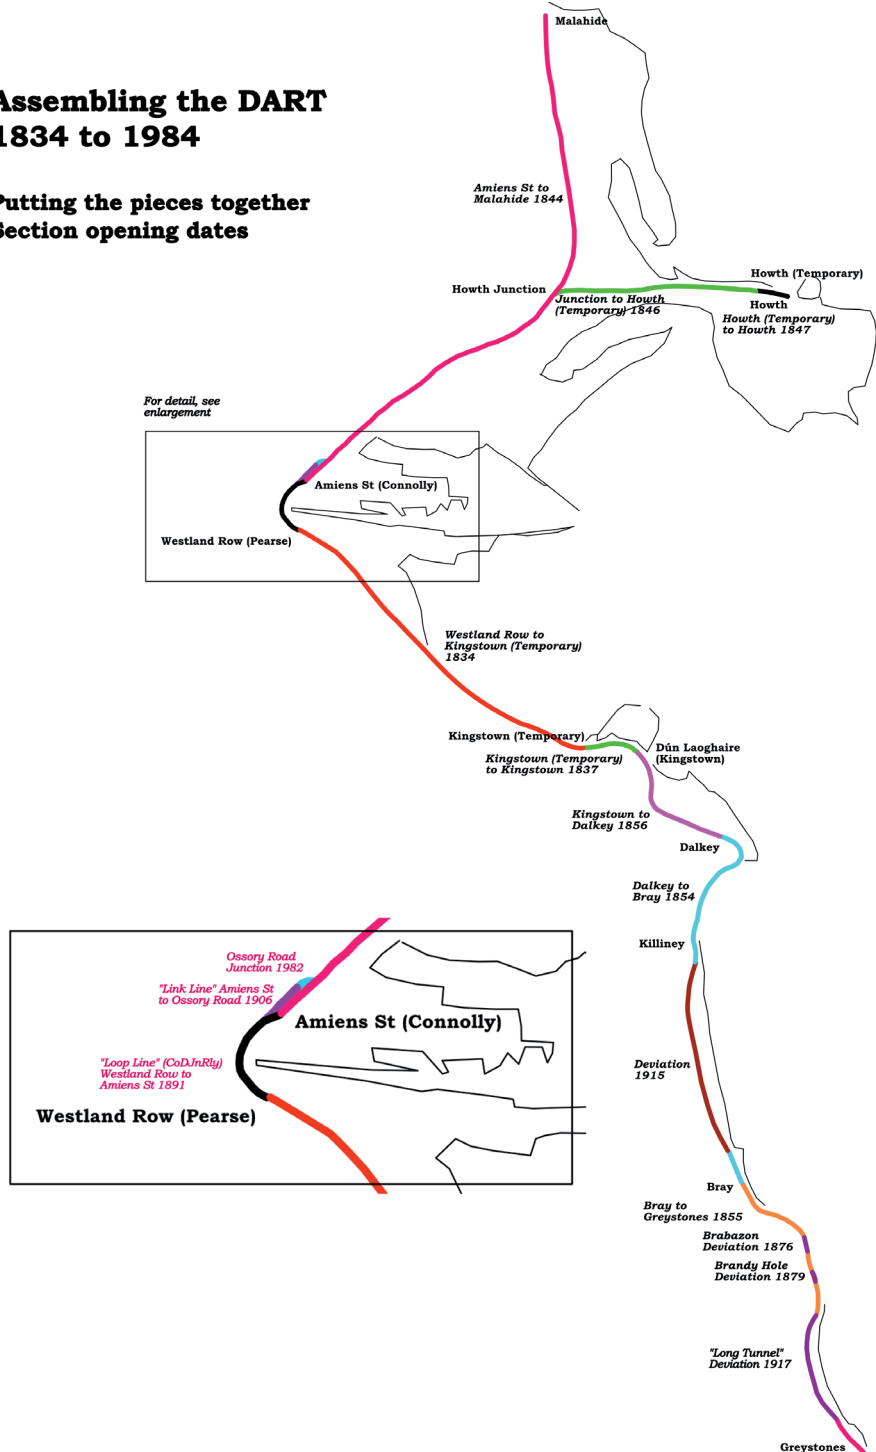 Assembling the DART
1834 to 1984
Putting the pieces together
Section opening dates
Malahide
Amiens St to
Malahide 1844
Howth Junction
Howth (Temporary)
Junction to Howth
(Temporary) 1846
Howth
Howth (Temporary)
to Howth 1847
For detail, see
enlargement
Amiens St (Connolly)
Westland Row (Pearse)
Westland Row to
Kingstown (Temporary)
1834
Kingstown (Temporary)
Kingstown (Temporary)
to Kingstown 1837
Dún Laoghaire
(Kingstown)
Kingstown to
Dalkey 1856
Dalkey
Dalkey to
Bray 1854
Killiney
Ossory Road
Junction 1982
"Link Line" Amiens St
to Ossory Road 1906
Amiens St (Connolly)
"Loop Line" (CoDJnRly)
Westland Row to
Amiens St 1891
Westland Row (Pearse)
Deviation
1915
Bray
Bray to
Greystones 1855
Brabazon
Deviation 1876
Brandy Hole
Deviation 1879
"Long Tunnel"
Deviation 1917
Greystones